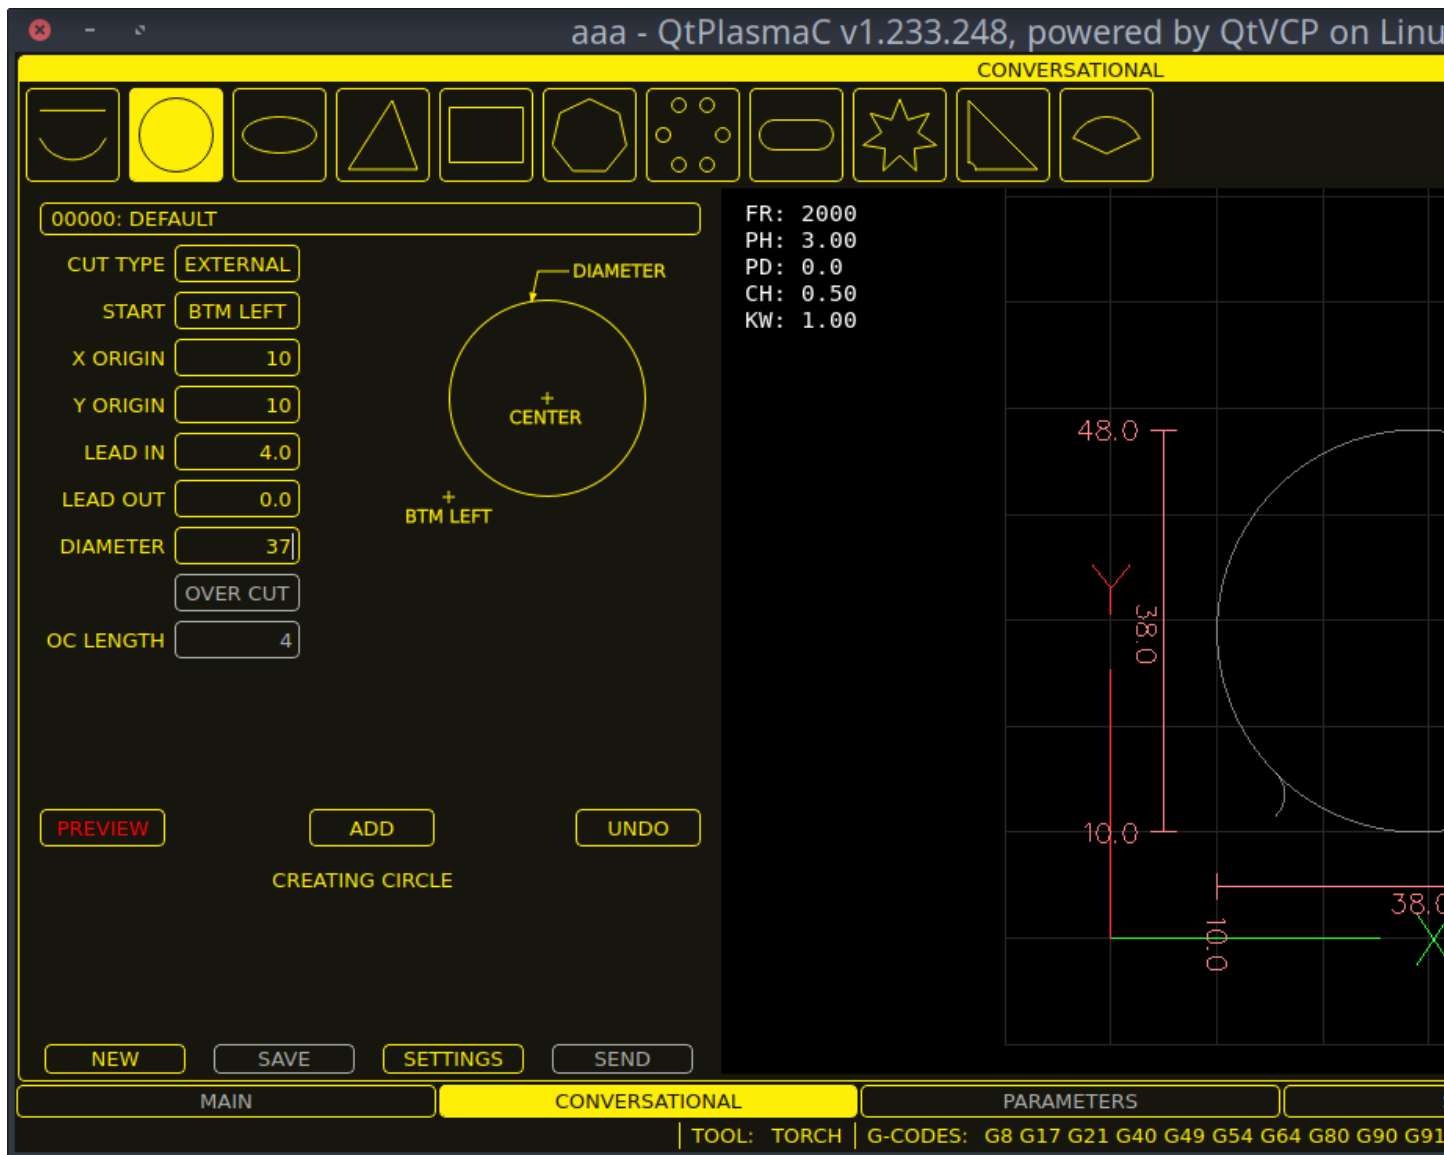 aaa - QtPlasmaC v1.233.248, powered by QtVCP on Linu
CONVERSATIONAL
00000: DEFAULT
CUT TYPE EXTERNAL
START BTM LEFT
X ORIGIN 10
Y ORIGIN 10
LEAD IN 4.0
LEAD OUT 0.0
DIAMETER 37
OVER CUT
OC LENGTH 4
DIAMETER
CENTER
BTM LEFT
PREVIEW ADD UNDO
CREATING CIRCLE
NEW SAVE SETTINGS SEND
FR: 2000
PH: 3.00
PD: 0.0
CH: 0.50
KW: 1.00
48.0
Y
38.0
10.0
38.0
10.0
X
MAIN CONVERSATIONAL PARAMETERS
TOOL: TORCH G-CODES: G8 G17 G21 G40 G49 G54 G64 G80 G90 G91